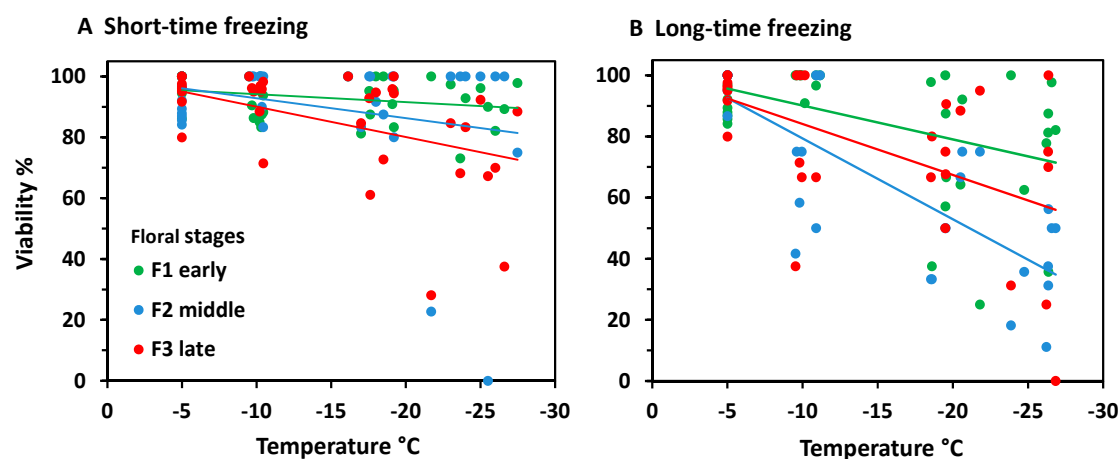 A Short-time freezing
B Long-time freezing
Viability %
100
80
60
40
20
0
Floral stages
F1 early
F2 middle
F3 late
0 -5 -10 -15 -20 -25 -30
Temperature °C
100
80
60
40
20
0
0 -5 -10 -15 -20 -25 -30
Temperature °C